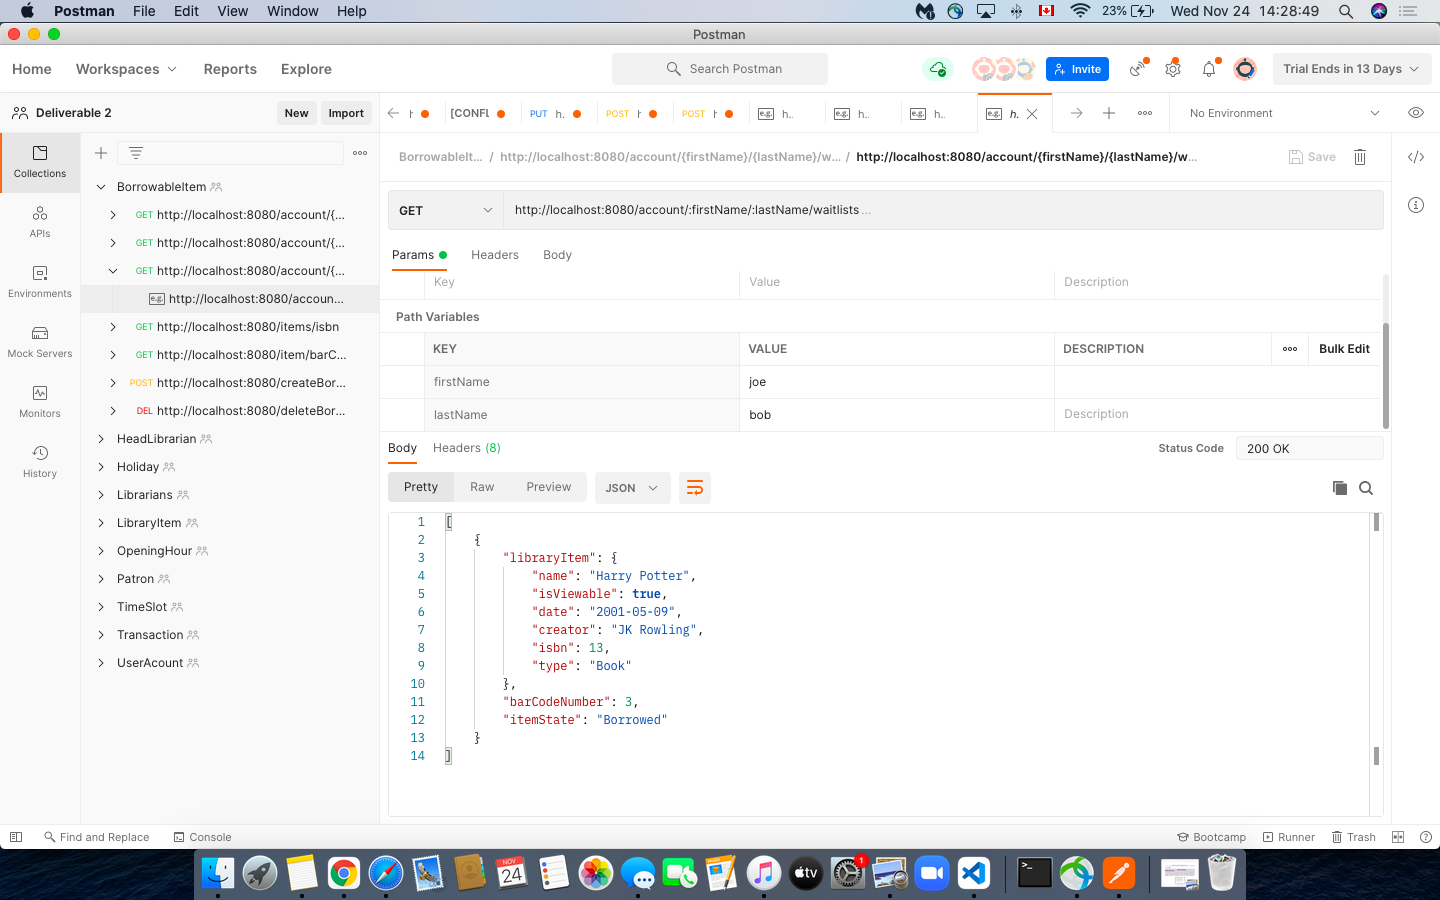 Postman File Edit View Window Help 23% Wed Nov 24 14:28:49
Postman
Home Workspaces Reports Explore Search Postman Invite Trial Ends in 13 Days
Deliverable 2 New Import
h [CONFL PUT h. POST h POST h e.g. h.. e.g. h.. e.g. h.. e.g. h. No Environment
Collections
APIs
Environments
Mock Servers
Monitors
History
BorrowableItem
GET http://localhost:8080/account/{...
GET http://localhost:8080/account/{...
GET http://localhost:8080/account/{...
e.g. http://localhost:8080/accoun...
GET http://localhost:8080/items/isbn
GET http://localhost:8080/item/barC...
POST http://localhost:8080/createBor...
DEL http://localhost:8080/deleteBor...
HeadLibrarian
Holiday
Librarians
LibraryItem
OpeningHour
Patron
TimeSlot
Transaction
UserAcount
BorrowableIt... / http://localhost:8080/account/{firstName}/{lastName}/w... / http://localhost:8080/account/{firstName}/{lastName}/w... Save
GET http://localhost:8080/account/:firstName/:lastName/waitlists ...
Params Headers Body
Key Value Description
Path Variables
KEY VALUE DESCRIPTION Bulk Edit
firstName joe
lastName bob Description
Body Headers (8) Status Code 200 OK
Pretty Raw Preview JSON
1 [
2 {
3 "libraryItem": {
4 "name": "Harry Potter",
5 "isViewable": true,
6 "date": "2001-05-09",
7 "creator": "JK Rowling",
8 "isbn": 13,
9 "type": "Book"
10 },
11 "barCodeNumber": 3,
12 "itemState": "Borrowed"
13 }
14 ]
Find and Replace Console Bootcamp Runner Trash
NOV 24 tv 1